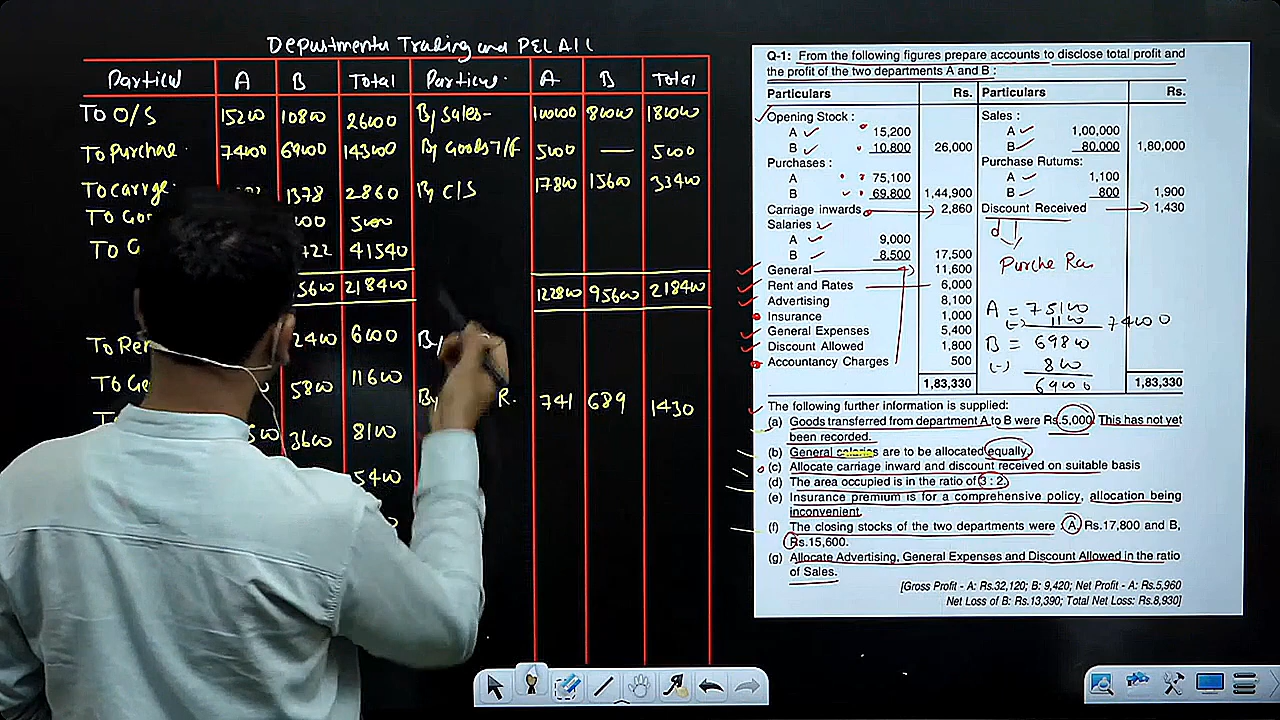 Departmental Trading and P&L A/C
Particul A B Total Particul. A B Total
To O/S 15200 10800 26000 By Sales- 100000 80000 180000
To Purchase. 74000 69000 143000 By Goods T/F 5000 — 5000
To Carrge. 1378 2860 By C/S 17800 15600 33400
To 5000
To 41540
218400 122800 95600 218400
2400 6000 By
5800 11600
By R. 741 689 1430
3600 8100
5400
Q-1: From the following figures prepare accounts to disclose total profit and
the profit of the two departments A and B :
Particulars Rs. Particulars Rs.
Opening Stock : Sales :
A 15,200 A 1,00,000
B 10,800 26,000 B 80,000 1,80,000
Purchases : Purchase Ruturns:
A 75,100 A 1,100
B 69,800 1,44,900 B 800 1,900
Carriage inwards 2,860 Discount Received 1,430
Salaries
A 9,000
B 8,500 17,500
General 11,600
Rent and Rates 6,000
Advertising 8,100
Insurance 1,000
General Expenses 5,400
Discount Allowed 1,800
Accountancy Charges 500
1,83,330 1,83,330
A = 75100
(-) 1100 74000
B = 69800
(-) 800
69000
The following further information is supplied:
(a) Goods transferred from department A to B were Rs.5,000. This has not yet
been recorded.
(b) General salaries are to be allocated equally.
(c) Allocate carriage inward and discount received on suitable basis
(d) The area occupied is in the ratio of 3 : 2.
(e) Insurance premium is for a comprehensive policy, allocation being
inconvenient.
(f) The closing stocks of the two departments were : A Rs.17,800 and B,
Rs.15,600.
(g) Allocate Advertising, General Expenses and Discount Allowed in the ratio
of Sales.
[Gross Profit - A: Rs.32,120; B: 9,420; Net Profit - A: Rs.5,960
Net Loss of B: Rs.13,390; Total Net Loss: Rs.8,930]